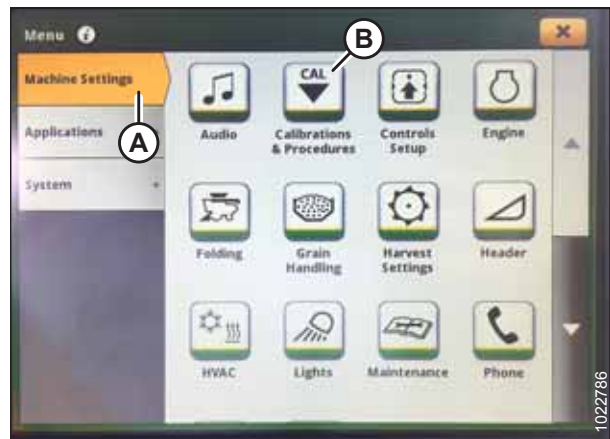 Menu
B
Machine Settings
A
Applications
System
CAL
Audio
Calibrations
& Procedures
Controls
Setup
Engine
Folding
Grain
Handling
Harvest
Settings
Header
HVAC
Lights
Maintenance
Phone
1022786